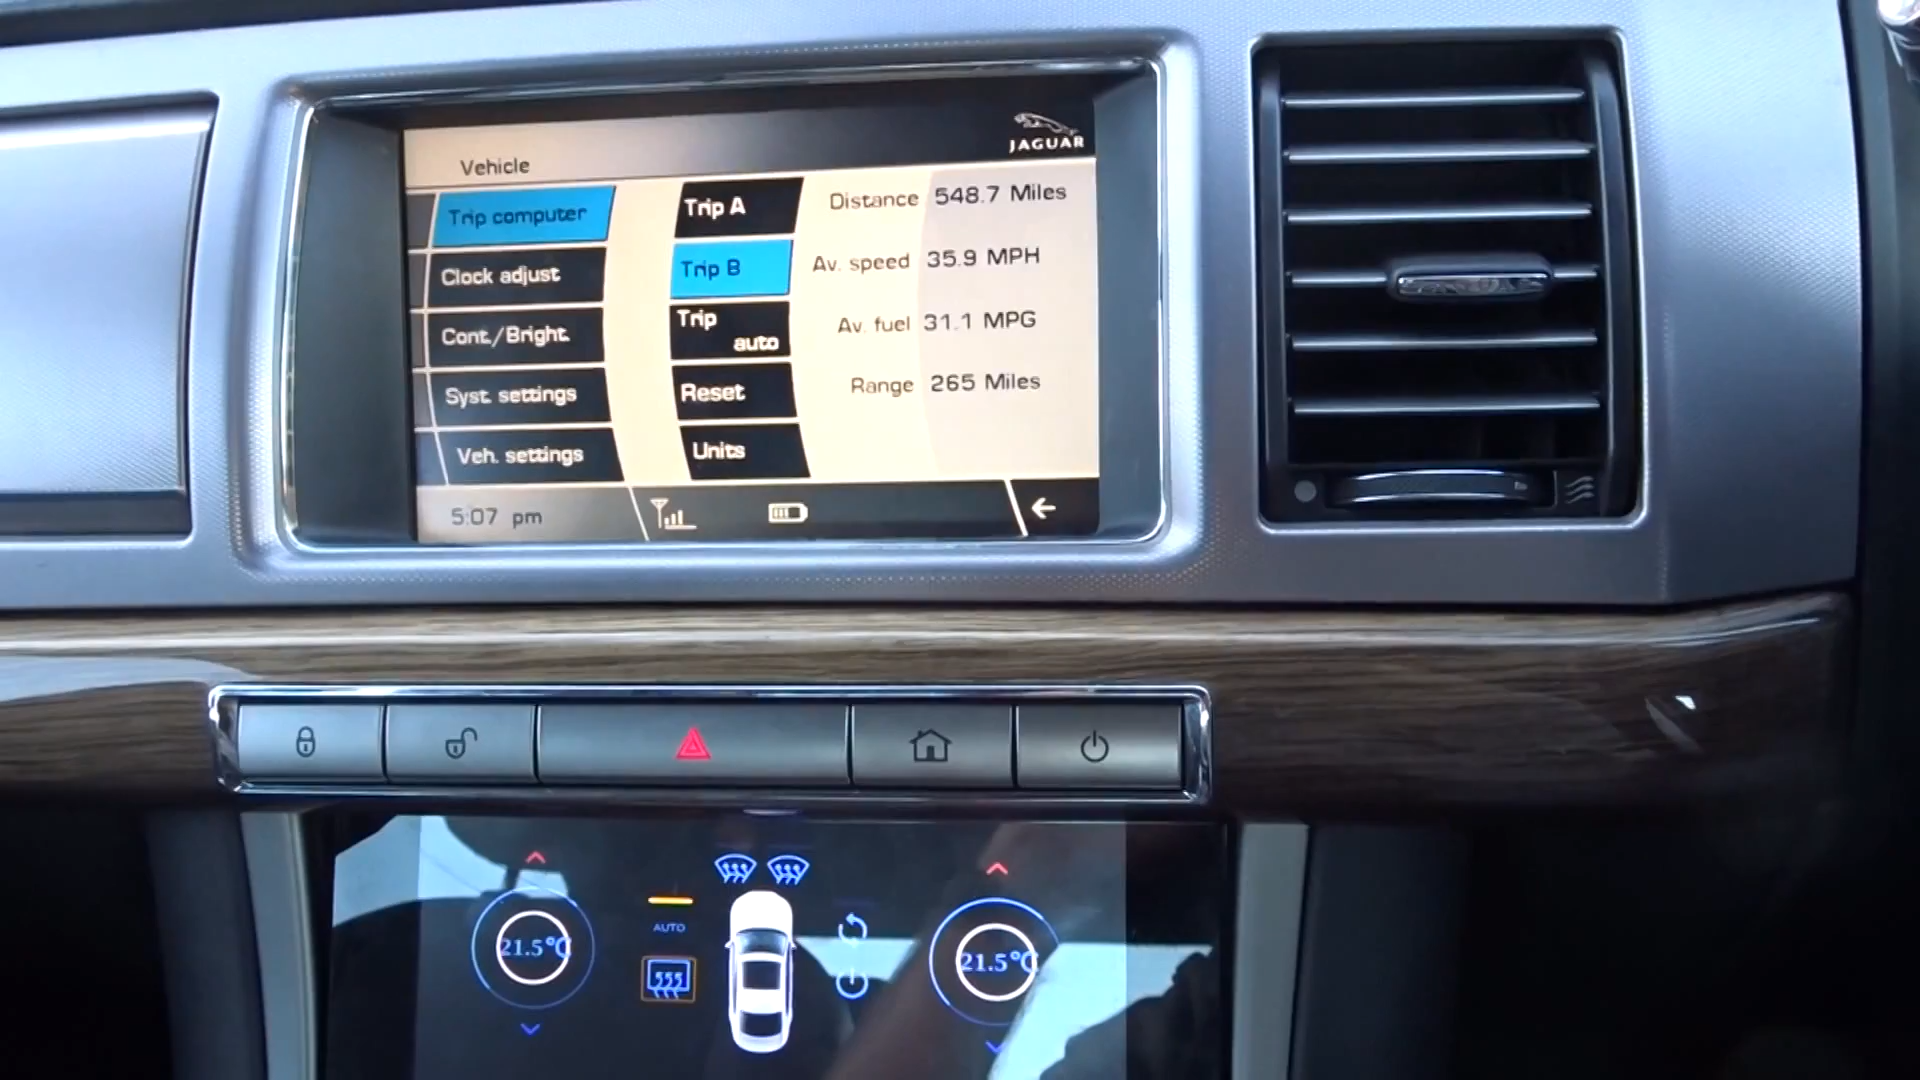 JAGUAR
Vehicle
Trip computer
Clock adjust
Cont./Bright.
Syst. settings
Veh. settings
Trip A
Trip B
Trip
auto
Reset
Units
Distance 548.7 Miles
Av. speed 35.9 MPH
Av. fuel 31.1 MPG
Range 265 Miles
5:07 pm
AUTO
21.5°C
21.5°C